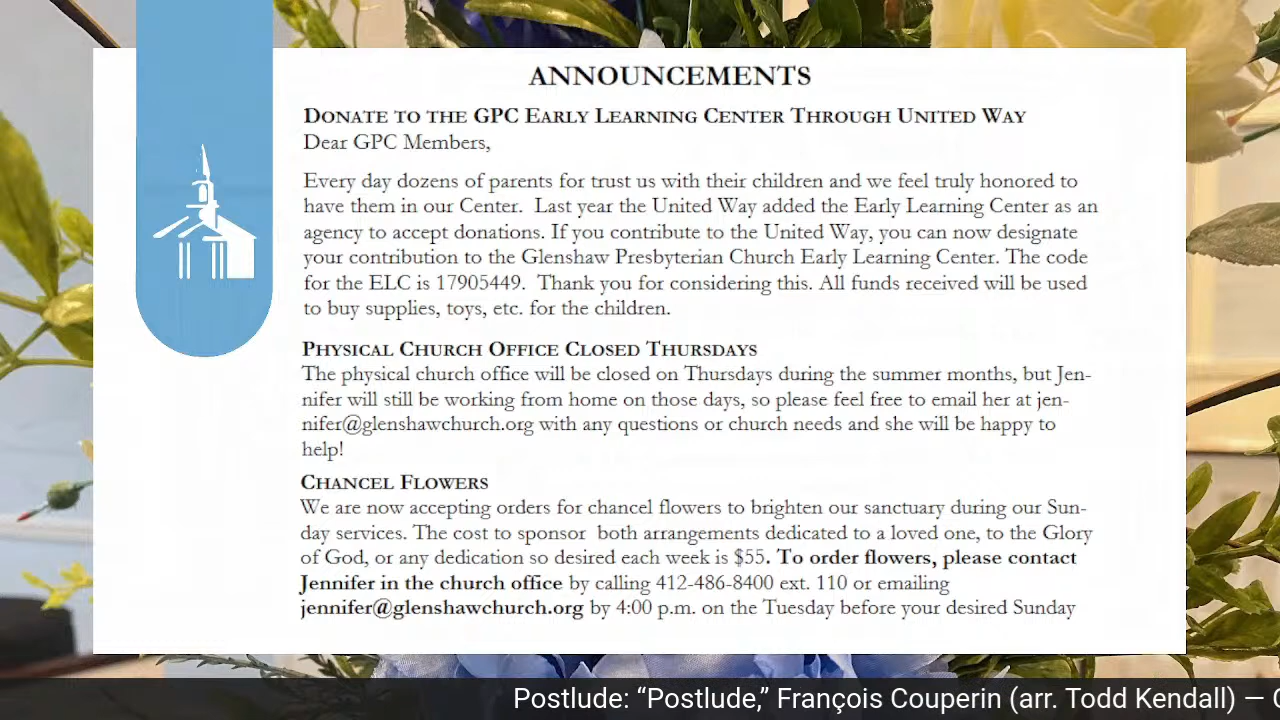 ANNOUNCEMENTS
DONATE TO THE GPC EARLY LEARNING CENTER THROUGH UNITED WAY
Dear GPC Members,
Every day dozens of parents for trust us with their children and we feel truly honored to
have them in our Center.  Last year the United Way added the Early Learning Center as an
agency to accept donations. If you contribute to the United Way, you can now designate
your contribution to the Glenshaw Presbyterian Church Early Learning Center. The code
for the ELC is 17905449.  Thank you for considering this. All funds received will be used
to buy supplies, toys, etc. for the children.
PHYSICAL CHURCH OFFICE CLOSED THURSDAYS
The physical church office will be closed on Thursdays during the summer months, but Jen-
nifer will still be working from home on those days, so please feel free to email her at jen-
nifer@glenshawchurch.org with any questions or church needs and she will be happy to
help!
CHANCEL FLOWERS
We are now accepting orders for chancel flowers to brighten our sanctuary during our Sun-
day services. The cost to sponsor  both arrangements dedicated to a loved one, to the Glory
of God, or any dedication so desired each week is $55. To order flowers, please contact
Jennifer in the church office by calling 412-486-8400 ext. 110 or emailing
jennifer@glenshawchurch.org by 4:00 p.m. on the Tuesday before your desired Sunday
Postlude: “Postlude,” François Couperin (arr. Todd Kendall) —